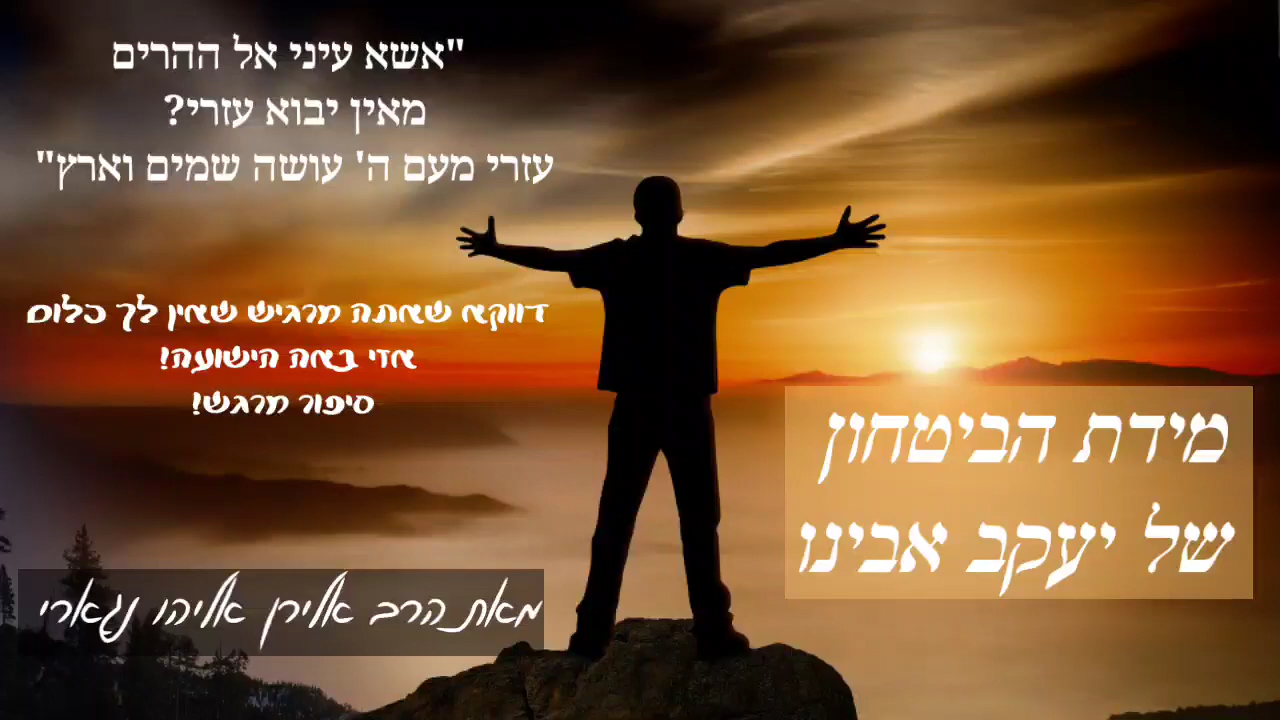 "אשא עיני אל ההרים
מאין יבוא עזרי?
עזרי מעם ה' עושה שמים וארץ"
דווקא שאתה מרגיש שאין לך כלום
אזי באה הישועה!
סיפור מרגש!
מידת הביטחון
של יעקב אבינו
מאת הרב אלירן אליהו נגארי